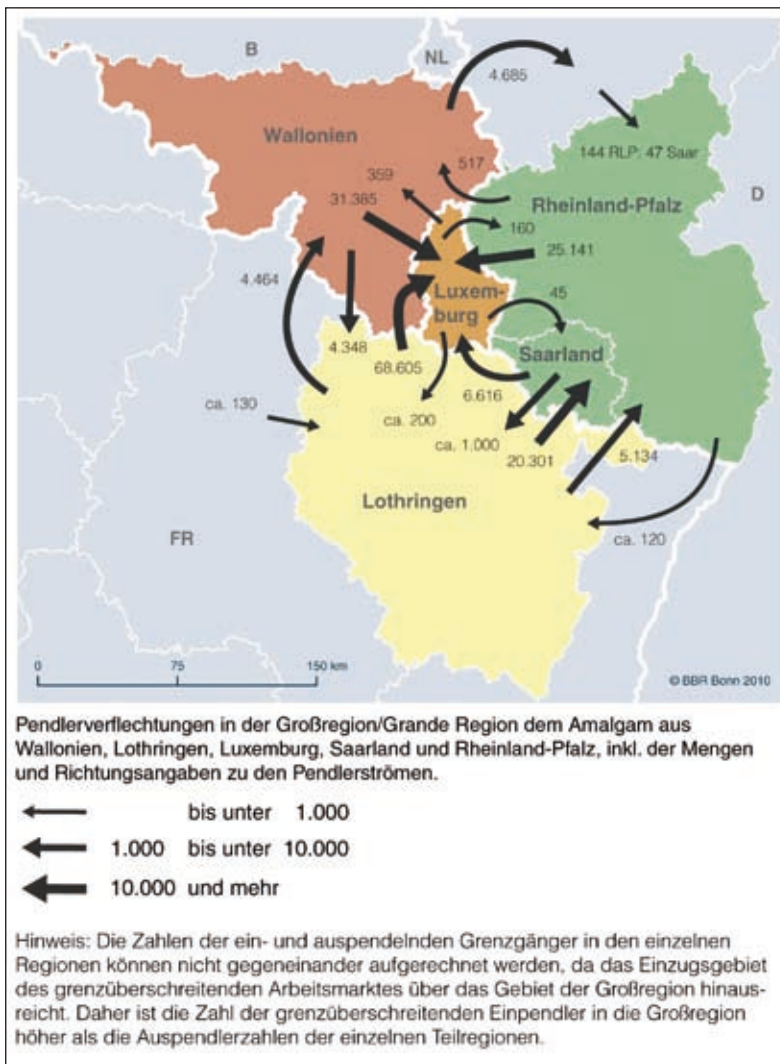 B
NL
4.685
Wallonien
144 RLP: 47 Saar
517
359
31.385
Rheinland-Pfalz
D
160
25.141
4.464
Luxem-
burg
45
Saarland
4.348
68.605
6.616
ca. 130
ca. 200
ca. 1.000
20.301
5.134
Lothringen
FR
ca. 120
0 75 150 km
© BBR Bonn 2010
Pendlerverflechtungen in der Großregion/Grande Region dem Amalgam aus
Wallonien, Lothringen, Luxemburg, Saarland und Rheinland-Pfalz, inkl. der Mengen
und Richtungsangaben zu den Pendlerströmen.
bis unter 1.000
1.000 bis unter 10.000
10.000 und mehr
Hinweis: Die Zahlen der ein- und auspendelnden Grenzgänger in den einzelnen
Regionen können nicht gegeneinander aufgerechnet werden, da das Einzugsgebiet
des grenzüberschreitenden Arbeitsmarktes über das Gebiet der Großregion hinaus-
reicht. Daher ist die Zahl der grenzüberschreitenden Einpendler in die Großregion
höher als die Auspendlerzahlen der einzelnen Teilregionen.